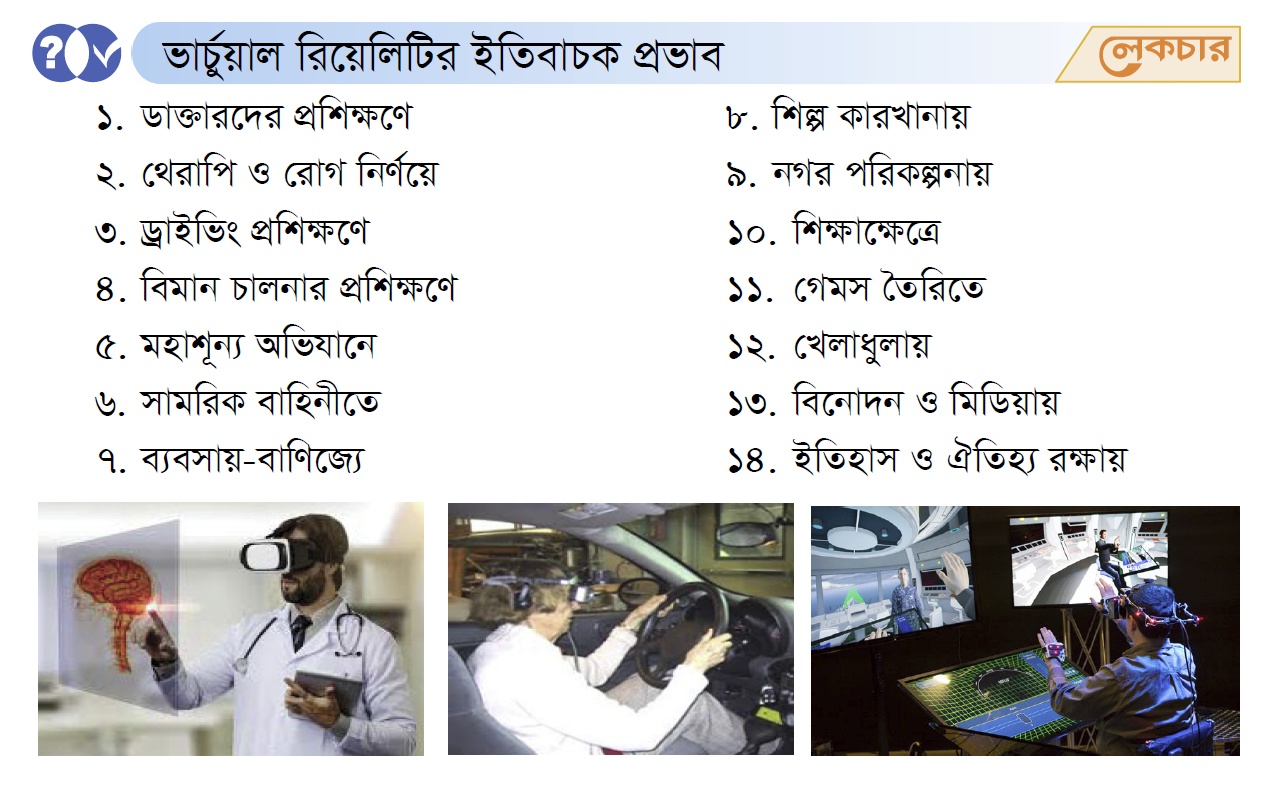 ভার্চুয়াল রিয়েলিটির ইতিবাচক প্রভাব
লেকচার
১. ডাক্তারদের প্রশিক্ষণে
২. থেরাপি ও রোগ নির্ণয়ে
৩. ড্রাইভিং প্রশিক্ষণে
৪. বিমান চালনার প্রশিক্ষণে
৫. মহাশূন্য অভিযানে
৬. সামরিক বাহিনীতে
৭. ব্যবসায়-বাণিজ্যে
৮. শিল্প কারখানায়
৯. নগর পরিকল্পনায়
১০. শিক্ষাক্ষেত্রে
১১. গেমস তৈরিতে
১২. খেলাধুলায়
১৩. বিনোদন ও মিডিয়ায়
১৪. ইতিহাস ও ঐতিহ্য রক্ষায়